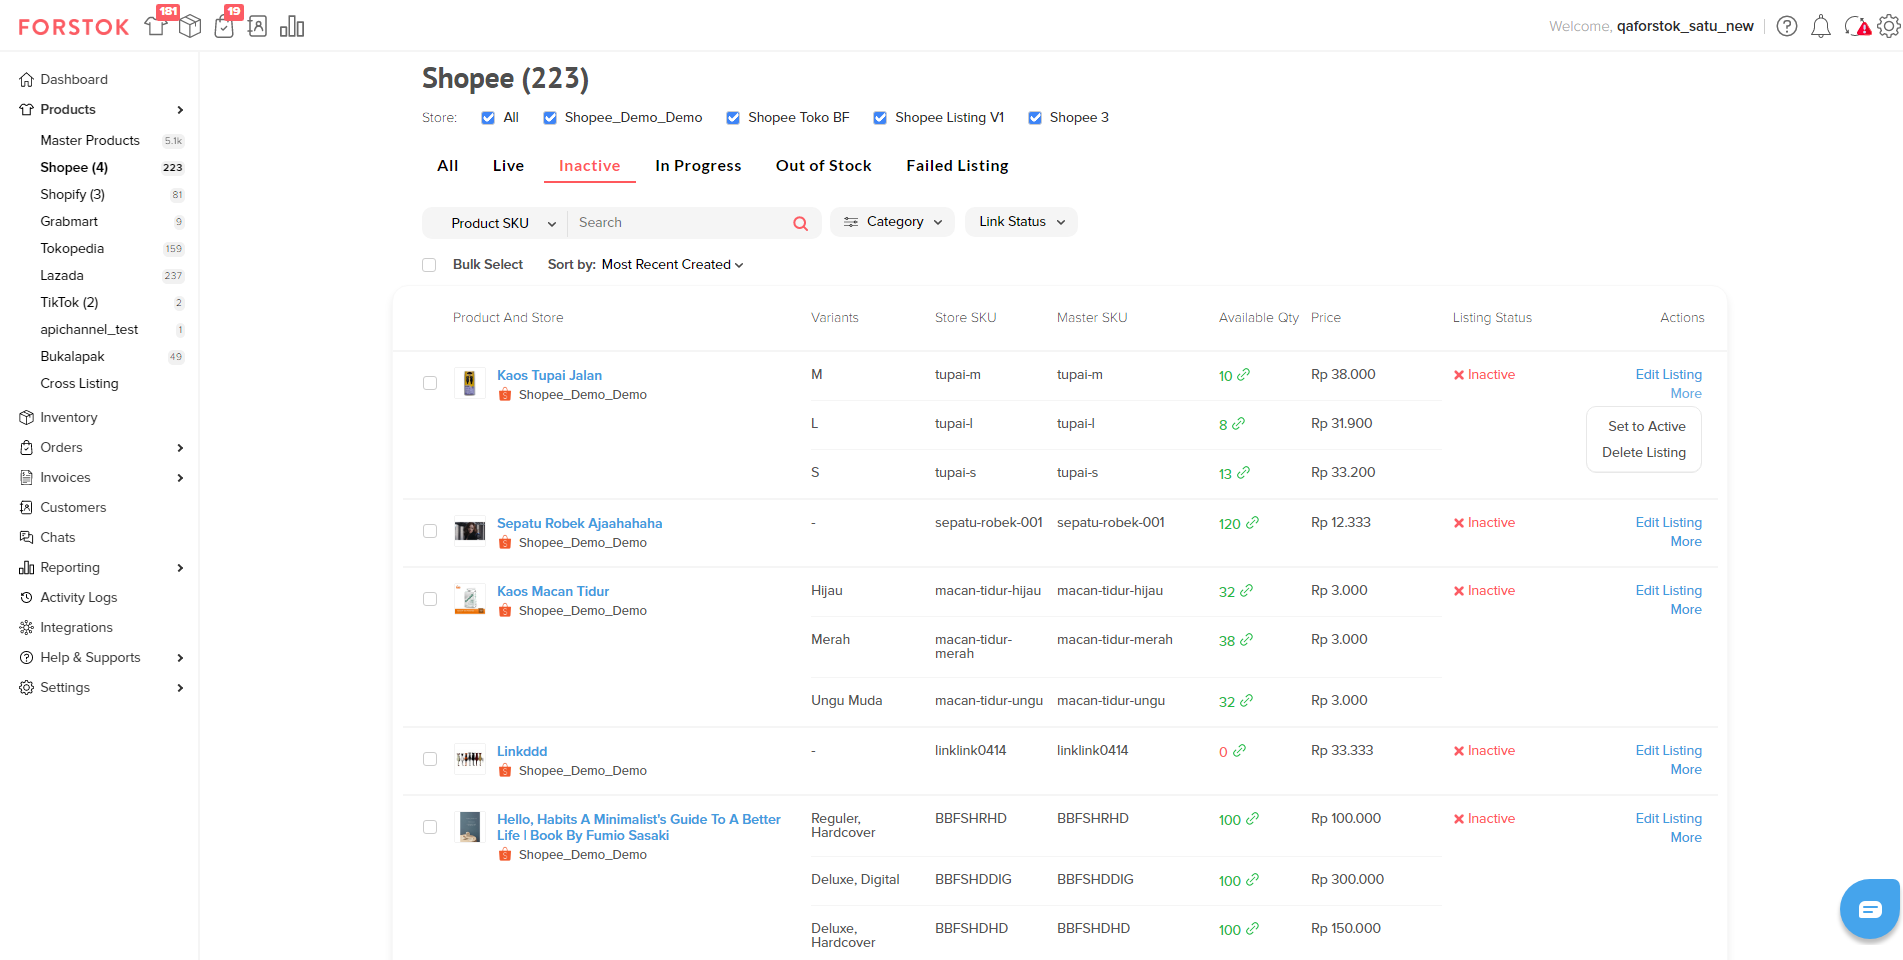 FORSTOK
181
19
Welcome, qaforstok_satu_new
Dashboard
Products
Master Products 5.1k
Shopee (4) 223
Shopify (3) 81
Grabmart 9
Tokopedia 159
Lazada 237
TikTok (2) 2
apichannel_test 1
Bukalapak 49
Cross Listing
Inventory
Orders
Invoices
Customers
Chats
Reporting
Activity Logs
Integrations
Help & Supports
Settings
Shopee (223)
Store: All Shopee_Demo_Demo Shopee Toko BF Shopee Listing V1 Shopee 3
All Live Inactive In Progress Out of Stock Failed Listing
Product SKU Search Category Link Status
Bulk Select Sort by: Most Recent Created
Product And Store Variants Store SKU Master SKU Available Qty Price Listing Status Actions
Kaos Tupai Jalan M tupai-m tupai-m 10 Rp 38.000 Inactive Edit Listing
Shopee_Demo_Demo More
L tupai-l tupai-l 8 Rp 31.900 Set to Active
Delete Listing
S tupai-s tupai-s 13 Rp 33.200
Sepatu Robek Ajaahahaha - sepatu-robek-001 sepatu-robek-001 120 Rp 12.333 Inactive Edit Listing
Shopee_Demo_Demo More
Kaos Macan Tidur Hijau macan-tidur-hijau macan-tidur-hijau 32 Rp 3.000 Inactive Edit Listing
Shopee_Demo_Demo More
Merah macan-tidur- macan-tidur-merah 38 Rp 3.000
merah
Ungu Muda macan-tidur-ungu macan-tidur-ungu 32 Rp 3.000
Linkddd - linklink0414 linklink0414 0 Rp 33.333 Inactive Edit Listing
Shopee_Demo_Demo More
Hello, Habits A Minimalist's Guide To A Better Reguler, BBFSHRHD BBFSHRHD 100 Rp 100.000 Inactive Edit Listing
Life | Book By Fumio Sasaki Hardcover More
Shopee_Demo_Demo
Deluxe, Digital BBFSHDDIG BBFSHDDIG 100 Rp 300.000
Deluxe, BBFSHDHD BBFSHDHD 100 Rp 150.000
Hardcover